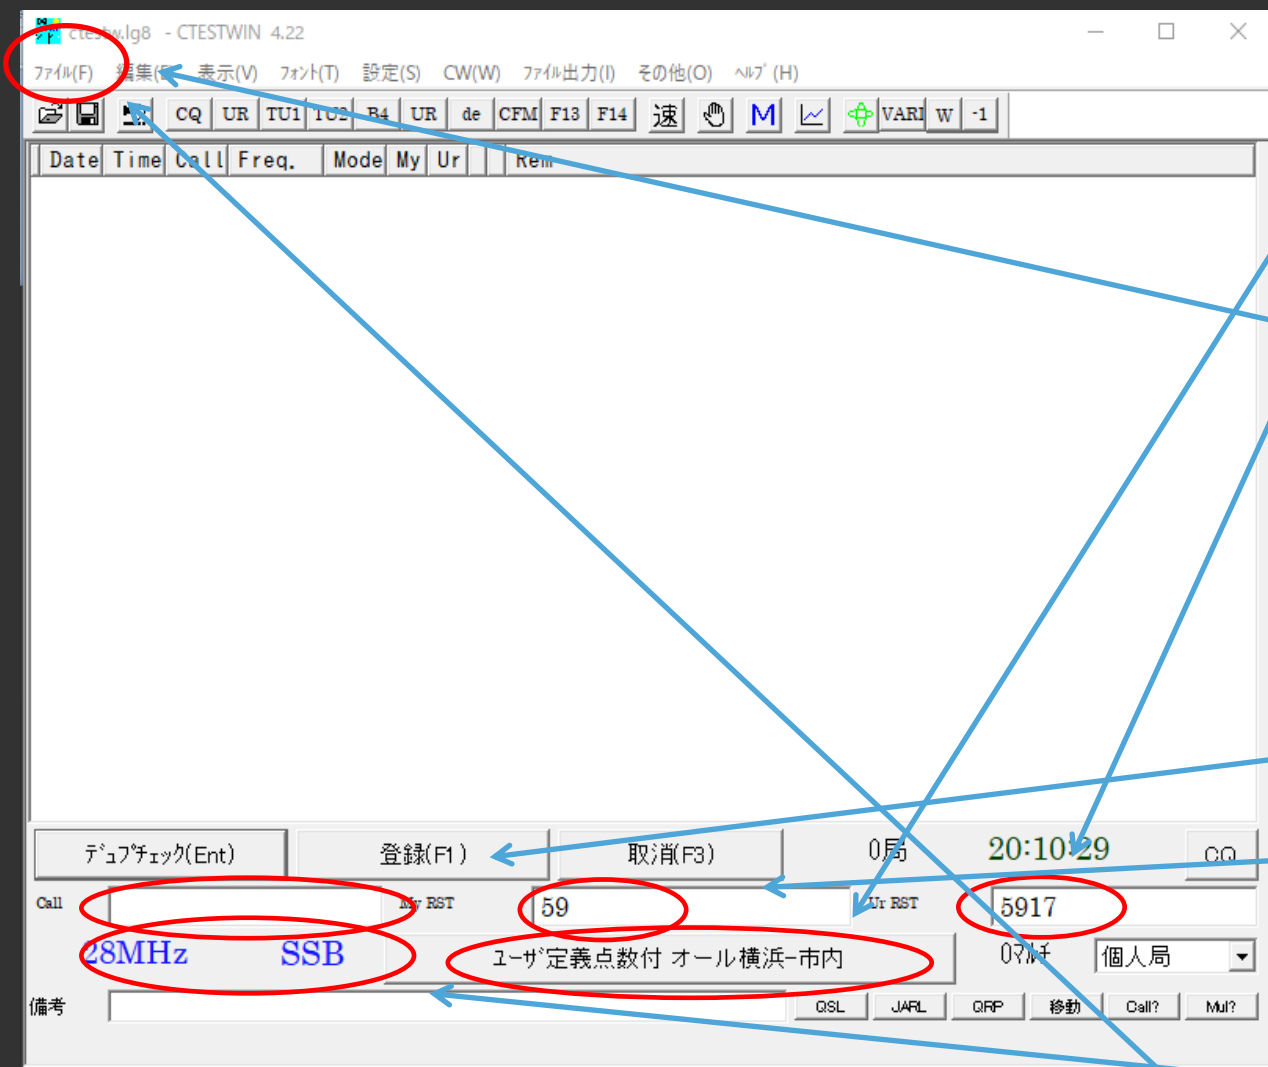 ctestw.lg8 - CTESTWIN 4.22
ﾌｧｲﾙ(F) 編集(E) 表示(V) ﾌｫﾝﾄ(T) 設定(S) CW(W) ﾌｧｲﾙ出力(I) その他(O) ﾍﾙﾌﾟ(H)
CQ UR TU1 TU2 B4 UR de CFM F13 F14 速 M VARI W -1
Date Time Call Freq. Mode My Ur Rem
ﾃﾞｭﾌﾟﾁｪｯｸ(Ent) 登録(F1) 取消(F3) 0局 20:10:29 CQ
Call My RST 59 Ur RST 5917
28MHz SSB ﾕｰｻﾞ定義点数付 オール横浜-市内 0ﾏﾙﾁ 個人局
備考 QSL JARL QRP 移動 Call? Mul?